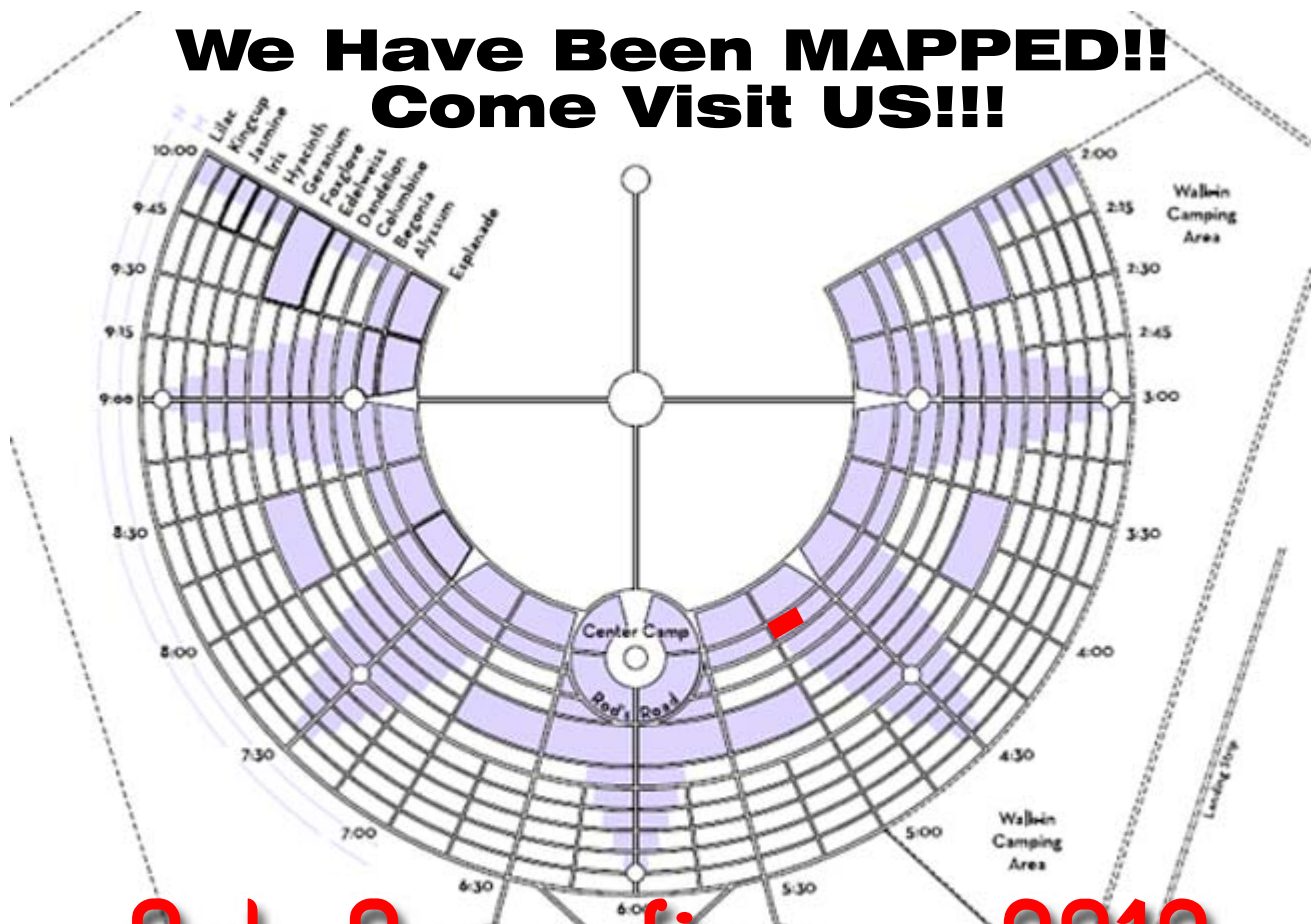 We Have Been MAPPED!!
Come Visit US!!!
Lilac
Kingcup
Jasmine
Iris
Hyacinth
Geranium
Foxglove
Edelweiss
Dandelion
Columbine
Begonia
Alyssum
Esplanade
N
M
10:00
9:45
9:30
9:15
9:00
8:30
8:00
7:30
7:00
6:30
6:00
5:30
5:00
4:30
4:00
3:30
3:00
2:45
2:30
2:15
2:00
Walk-in
Camping
Area
Center Camp
Rod's Road
Landing Strip
Walk-in
Camping
Area